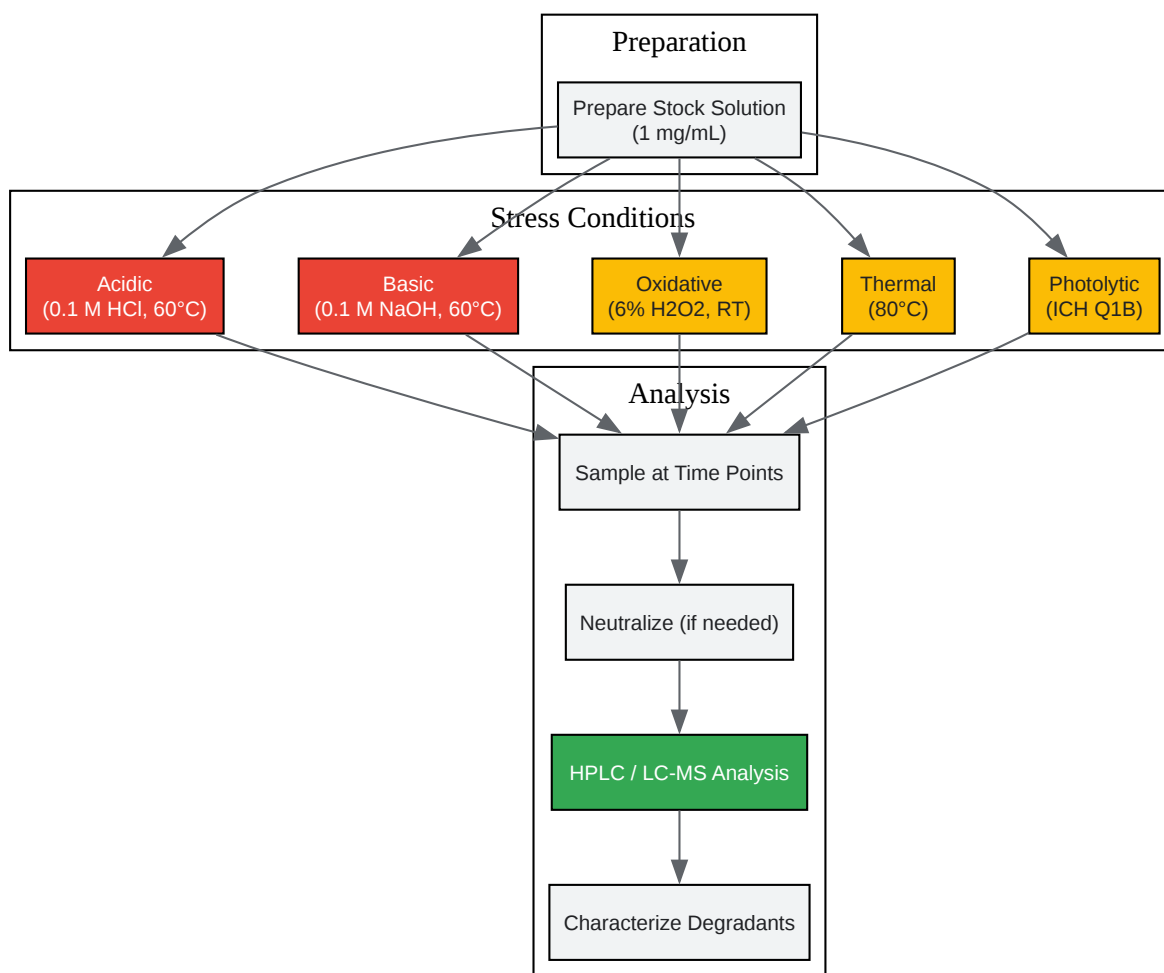 Preparation
Prepare Stock Solution
(1 mg/mL)
Stress Conditions
Acidic
(0.1 M HCl, 60°C)
Basic
(0.1 M NaOH, 60°C)
Oxidative
(6% H2O2, RT)
Thermal
(80°C)
Photolytic
(ICH Q1B)
Analysis
Sample at Time Points
Neutralize (if needed)
HPLC / LC-MS Analysis
Characterize Degradants